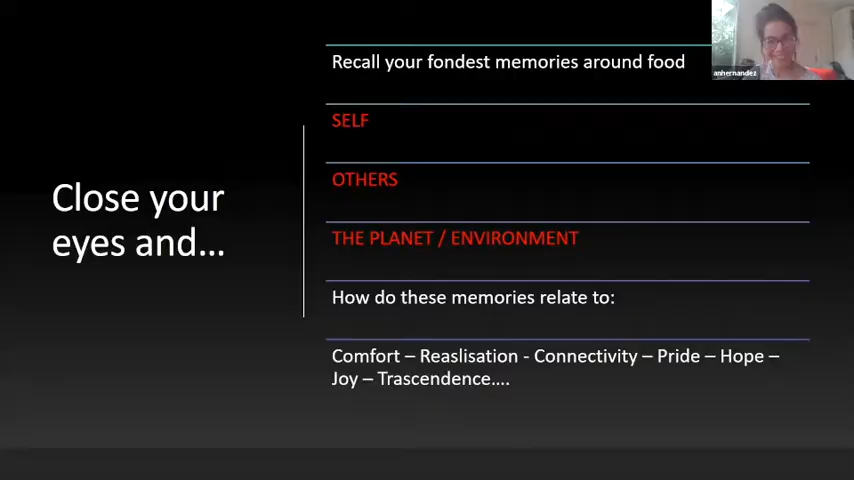 Close your
eyes and...
Recall your fondest memories around food
SELF
OTHERS
THE PLANET / ENVIRONMENT
How do these memories relate to:
Comfort – Reaslisation - Connectivity – Pride – Hope –
Joy – Trascendence....
anhernandez